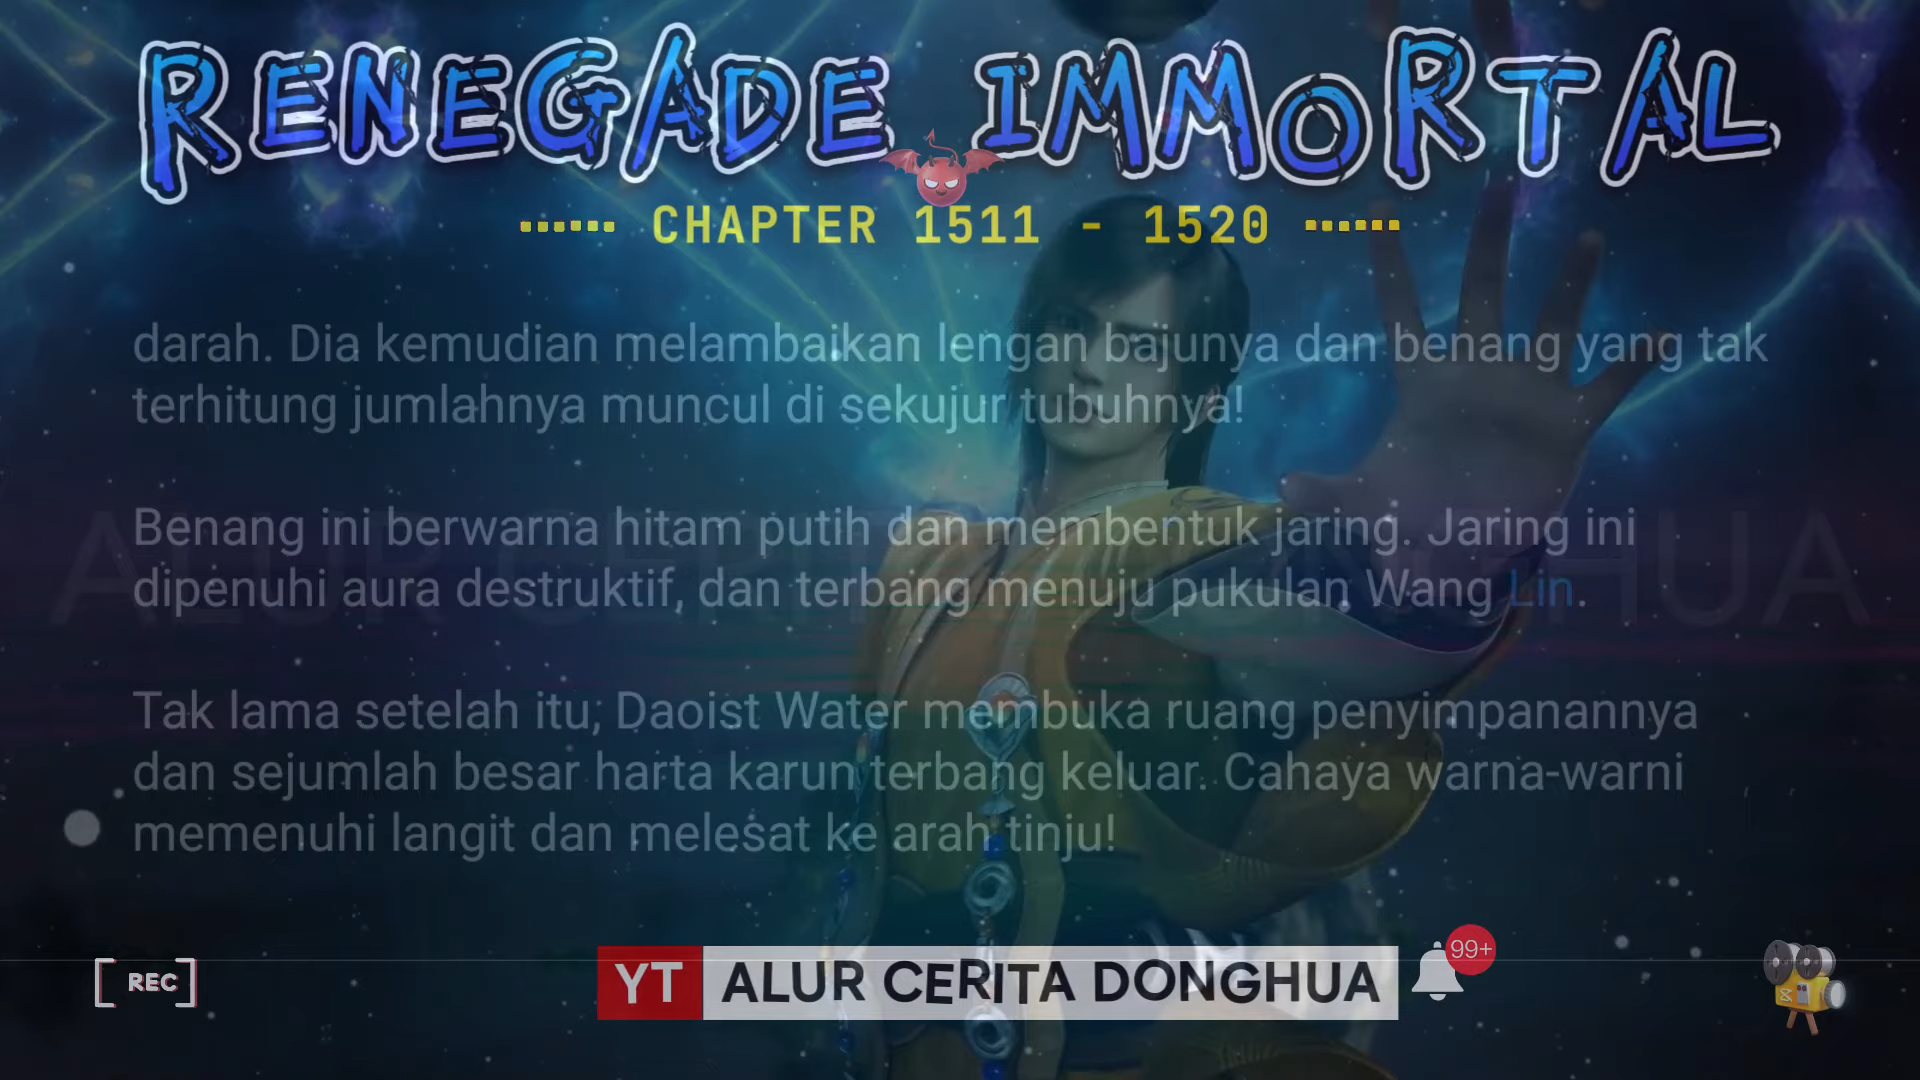 RENEGADE IMMORTAL
CHAPTER 1511 - 1520
darah. Dia kemudian melambaikan lengan bajunya dan benang yang tak
terhitung jumlahnya muncul di sekujur tubuhnya!
Benang ini berwarna hitam putih dan membentuk jaring. Jaring ini
dipenuhi aura destruktif, dan terbang menuju pukulan Wang Lin.
ALUR CERITA DONGHUA
Tak lama setelah itu, Daoist Water membuka ruang penyimpanannya
dan sejumlah besar harta karun terbang keluar. Cahaya warna-warni
memenuhi langit dan melesat ke arah tinju!
REC
YT ALUR CERITA DONGHUA
99+